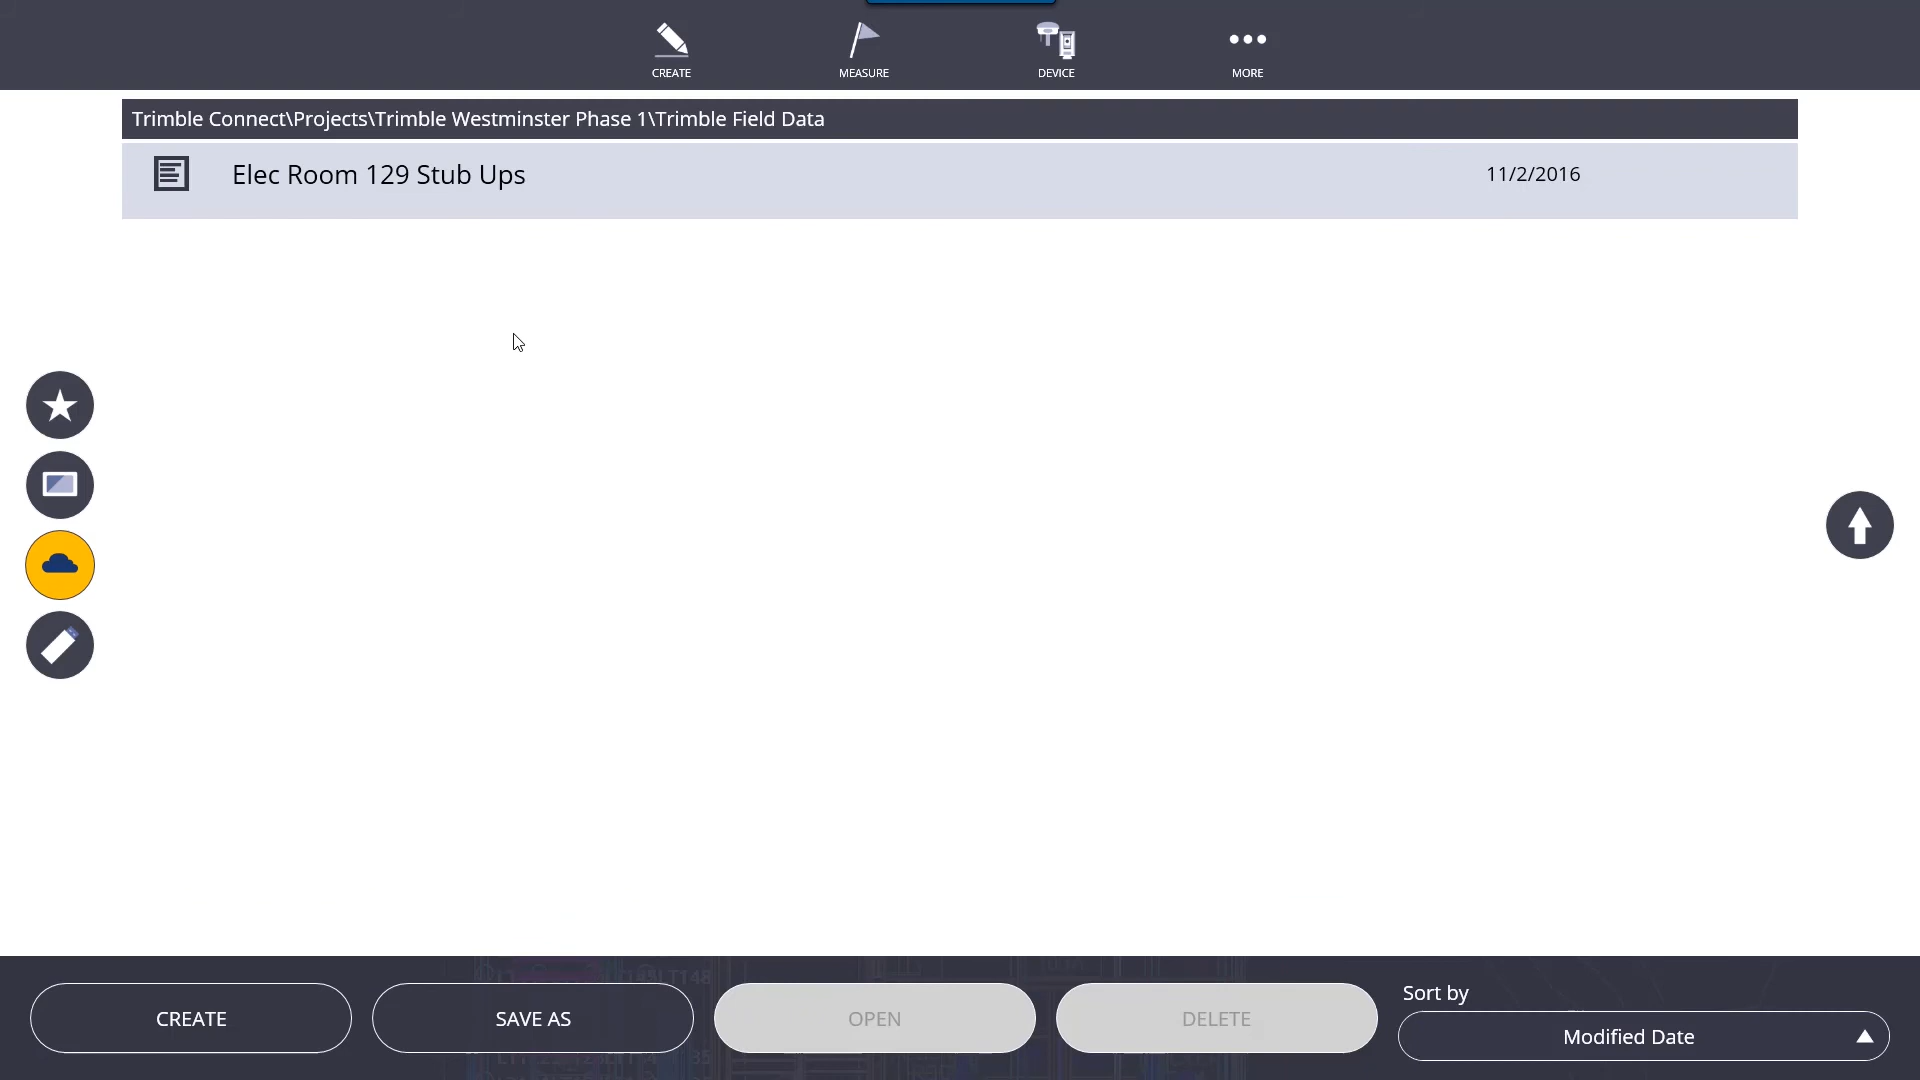 CREATE
MEASURE
DEVICE
MORE
Trimble Connect\Projects\Trimble Westminster Phase 1\Trimble Field Data
Elec Room 129 Stub Ups
11/2/2016
CREATE
SAVE AS
OPEN
DELETE
Sort by
Modified Date